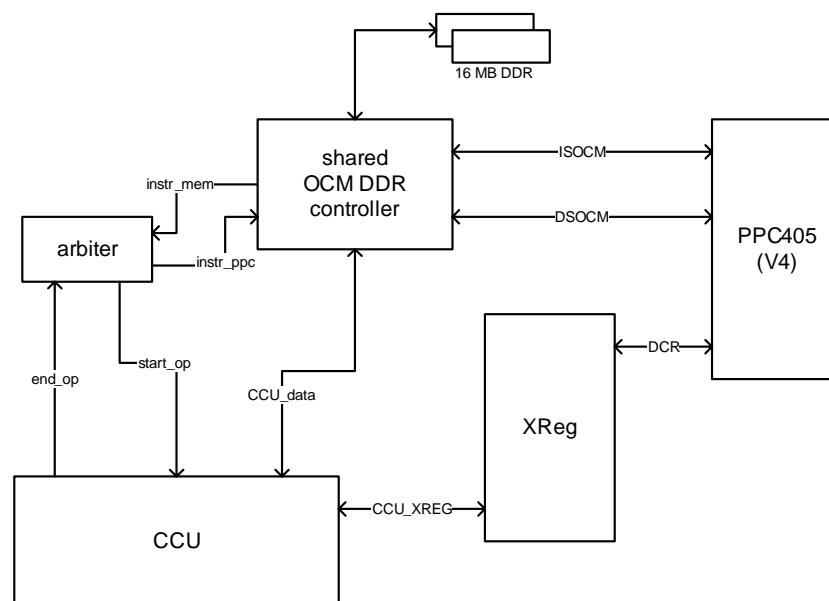 16 MB DDR
shared
OCM DDR
controller
ISOCM
DSOCM
PPC405
(V4)
instr_mem
arbiter
instr_ppc
end_op
start_op
CCU_data
DCR
XReg
CCU
CCU_XREG